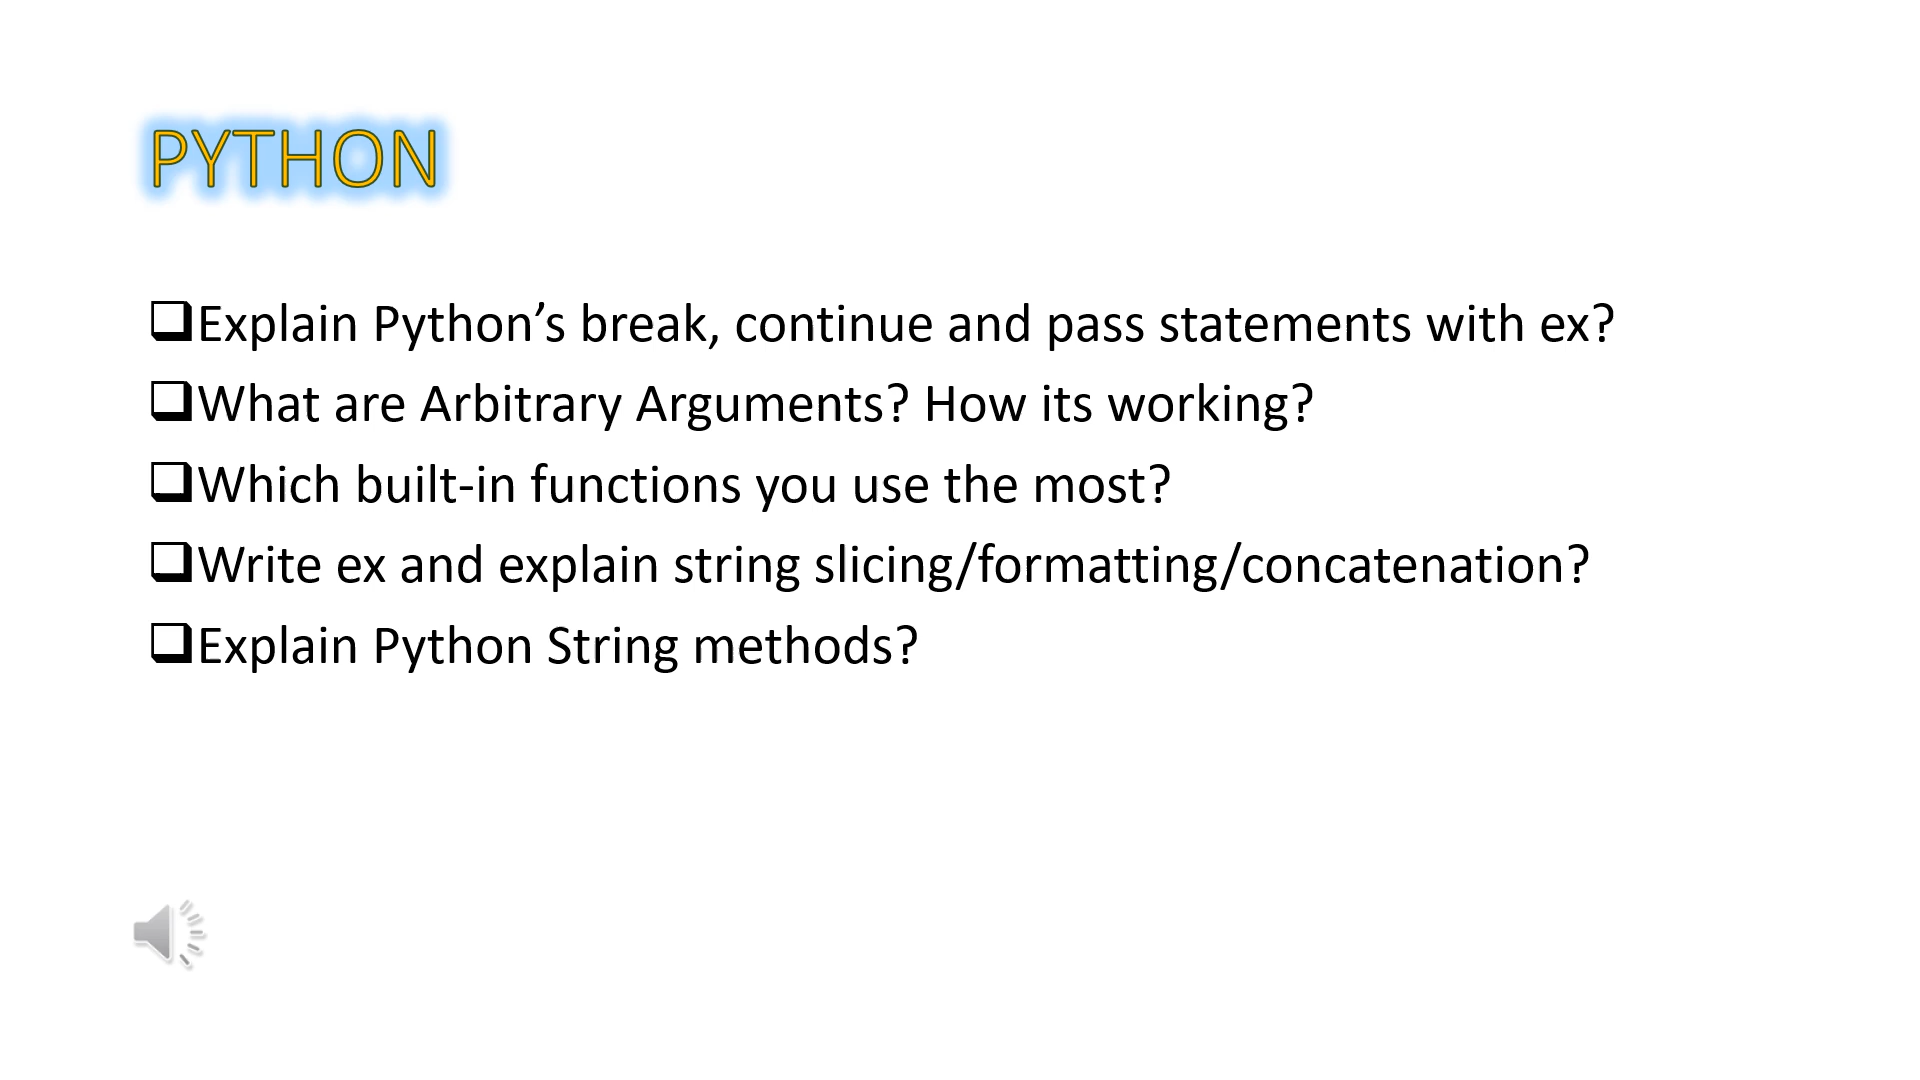 PYTHON
❑Explain Python’s break, continue and pass statements with ex?
❑What are Arbitrary Arguments? How its working?
❑Which built-in functions you use the most?
❑Write ex and explain string slicing/formatting/concatenation?
❑Explain Python String methods?